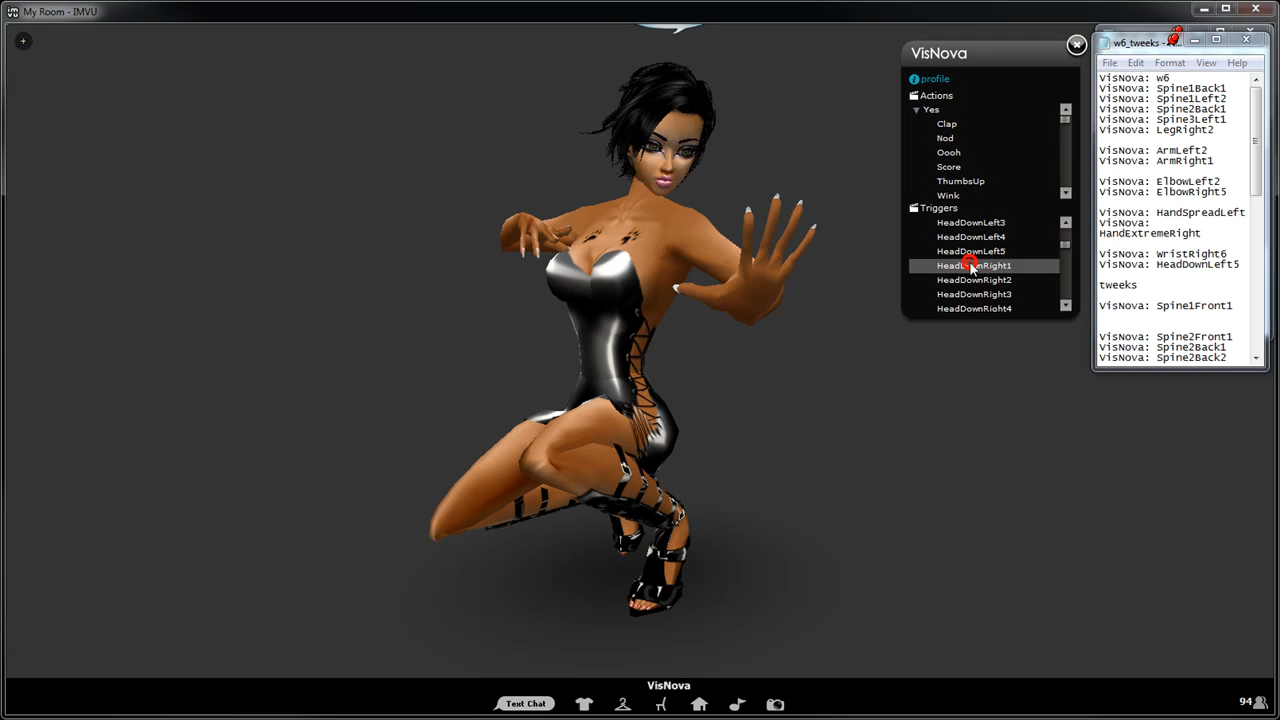 My Room - IMVU
VisNova
profile
Actions
Yes
Clap
Nod
Oooh
Score
ThumbsUp
Wink
Triggers
HeadDownLeft3
HeadDownLeft4
HeadDownLeft5
HeadDownRight1
HeadDownRight2
HeadDownRight3
HeadDownRight4
w6_tweeks -
File Edit Format View Help
VisNova: w6
VisNova: Spine1Back1
VisNova: Spine1Left2
VisNova: Spine2Back1
VisNova: Spine3Left1
VisNova: LegRight2
VisNova: ArmLeft2
VisNova: ArmRight1
VisNova: ElbowLeft2
VisNova: ElbowRight5
VisNova: HandSpreadLeft
VisNova:
HandExtremeRight
VisNova: WristRight6
VisNova: HeadDownLeft5
tweeks
VisNova: Spine1Front1
VisNova: Spine2Front1
VisNova: Spine2Back1
VisNova: Spine2Back2
VisNova
Text Chat
94